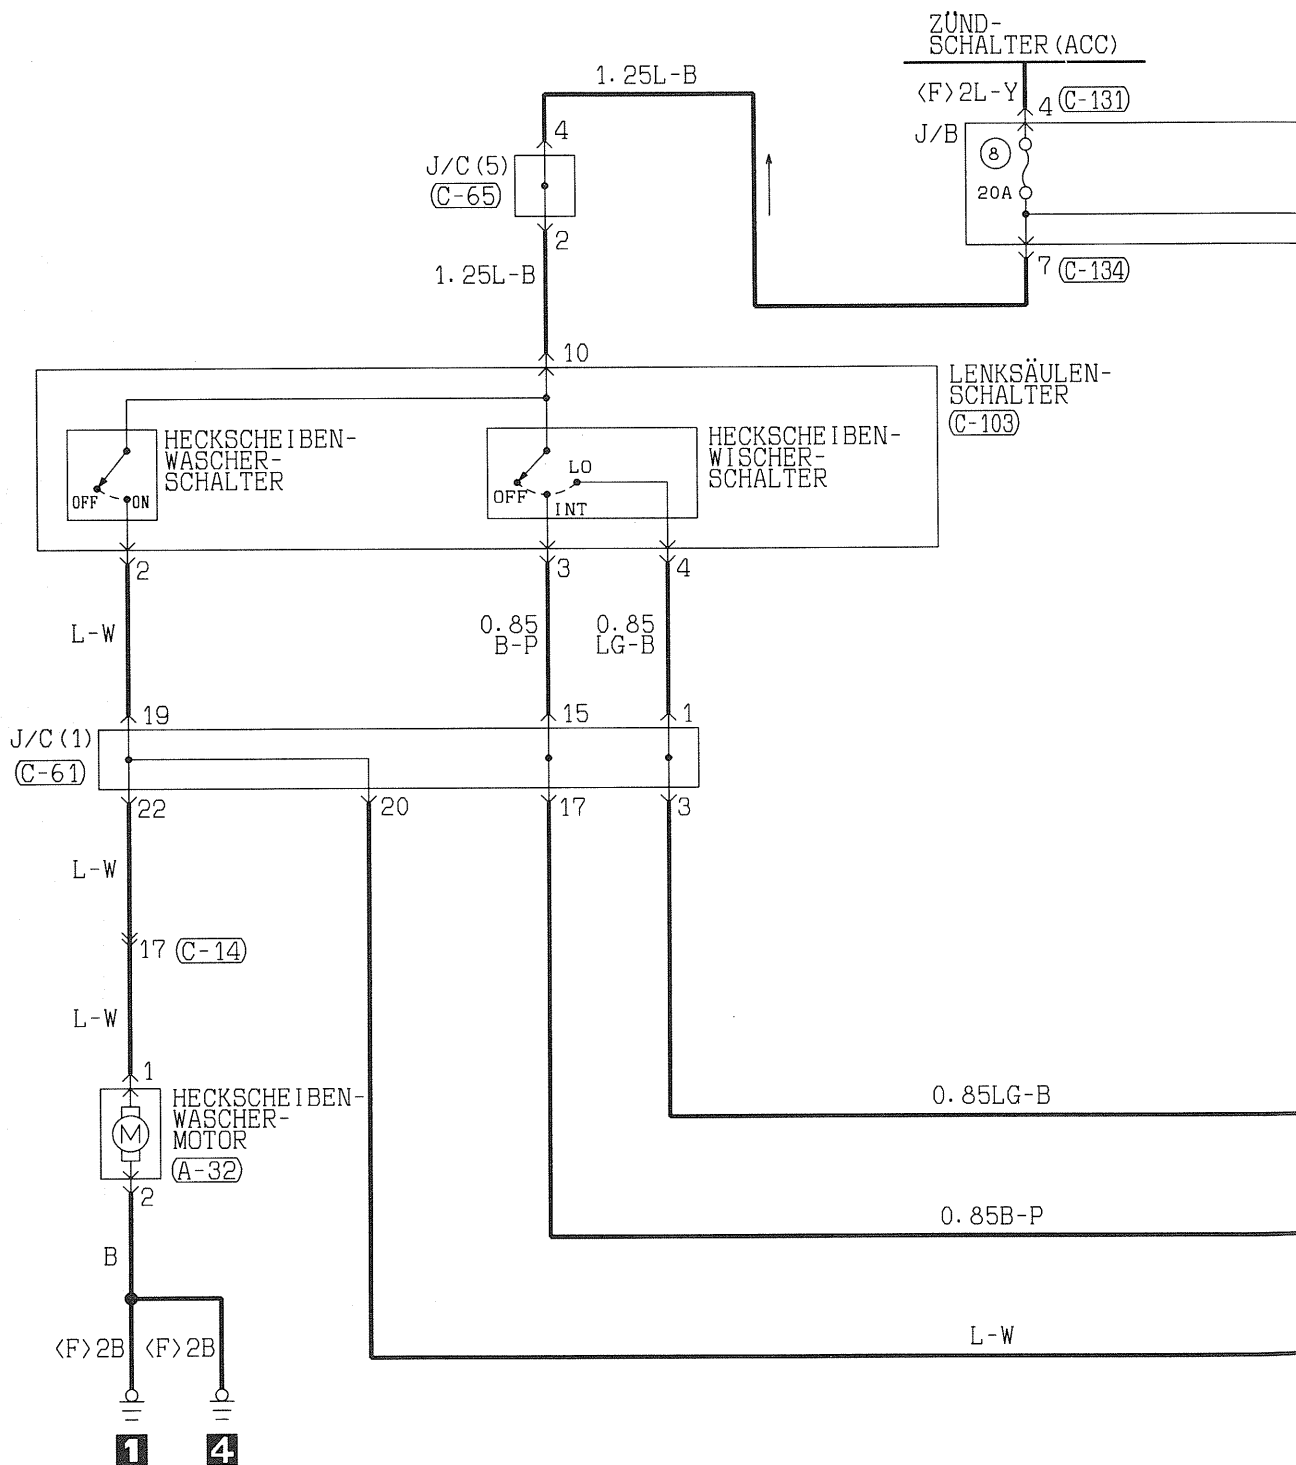 ZÜND-
SCHALTER (ACC)
1.25L-B
<F>2L-Y
4
C-131
J/B
8
20A
4
J/C (5)
C-65
2
7
C-134
1.25L-B
10
LENKSÄULEN-
SCHALTER
C-103
HECKSCHEIBEN-
WASCHER-
SCHALTER
OFF
ON
HECKSCHEIBEN-
WISCHER-
SCHALTER
LO
OFF
INT
2
3
4
L-W
0.85
B-P
0.85
LG-B
19
15
1
J/C (1)
C-61
22
20
17
3
L-W
17
C-14
L-W
1
HECKSCHEIBEN-
WASCHER-
MOTOR
M
A-32
2
0.85LG-B
0.85B-P
B
L-W
<F>2B
<F>2B
1
4